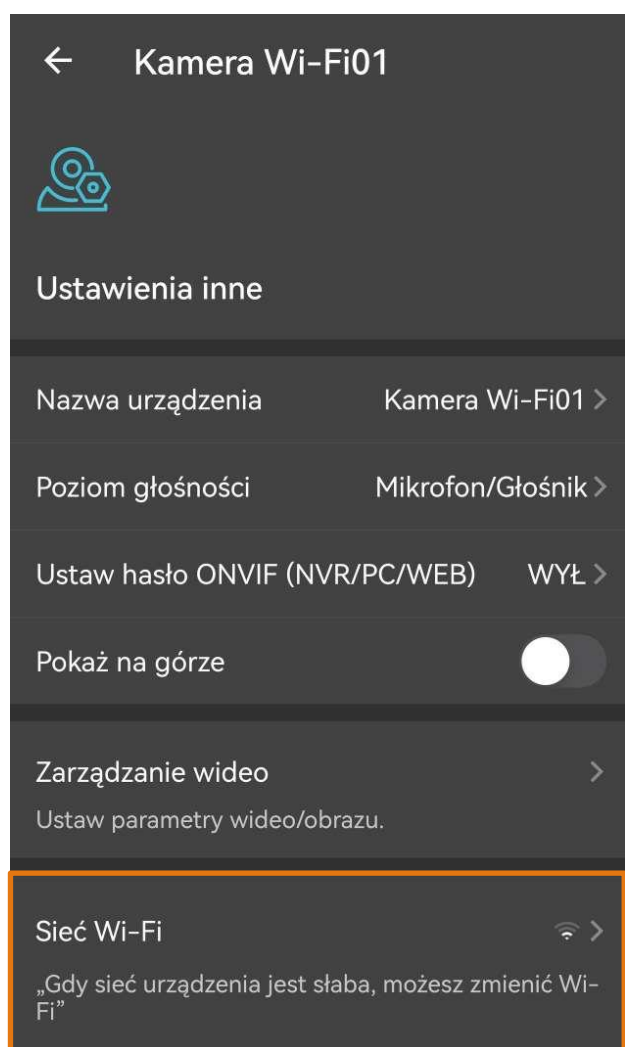 Kamera Wi-Fi01
Ustawienia inne
Nazwa urządzenia Kamera Wi-Fi01
Poziom głośności Mikrofon/Głośnik
Ustaw hasło ONVIF (NVR/PC/WEB) WYŁ
Pokaż na górze
Zarządzanie wideo
Ustaw parametry wideo/obrazu.
Sieć Wi-Fi
„Gdy sieć urządzenia jest słaba, możesz zmienić Wi-
Fi”